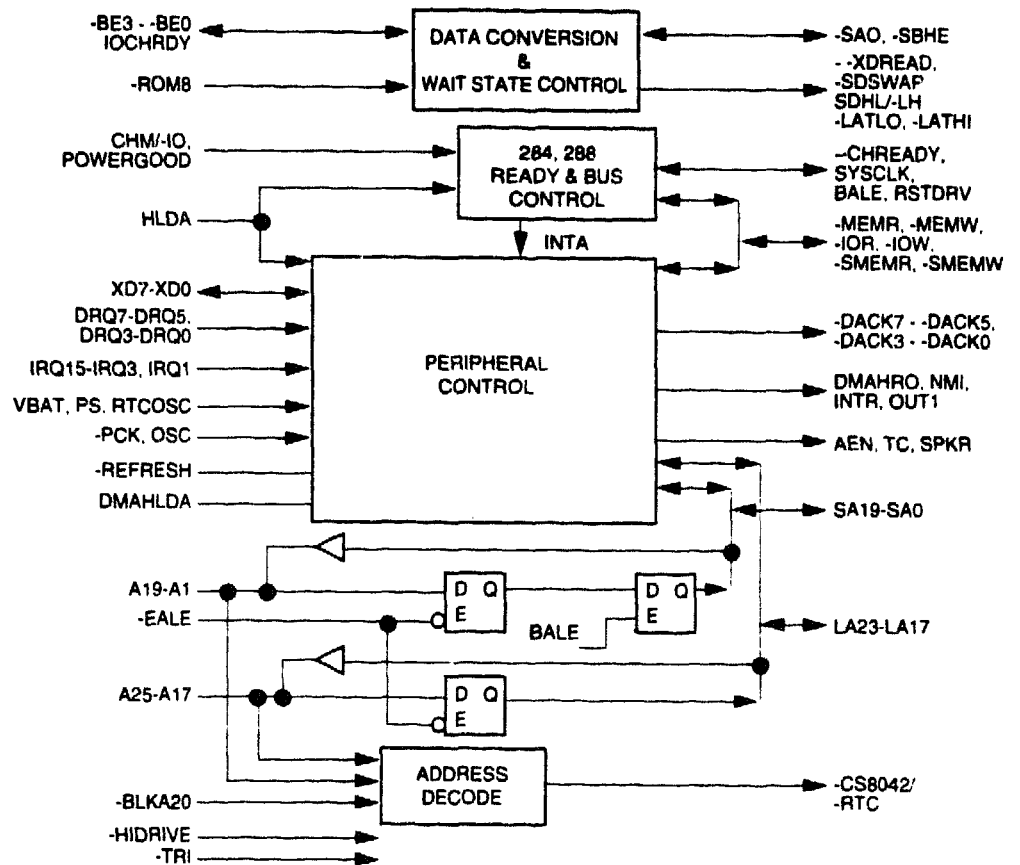 -BE3 - -BE0
IOCHRDY
-ROM8
DATA CONVERSION
&
WAIT STATE CONTROL
-SAO, -SBHE
- -XDREAD,
-SDSWAP
SDHL/-LH
-LATLO, -LATHI
CHM/-IO,
POWERGOOD
284, 288
READY & BUS
CONTROL
--CHREADY,
SYSCLK,
BALE, RSTDRV
HLDA
INTA
-MEMR, -MEMW,
-IOR, -IOW,
-SMEMR, -SMEMW
XD7-XD0
DRQ7-DRQ5,
DRQ3-DRQ0
IRQ15-IRQ3, IRQ1
VBAT, PS, RTCOSC
-PCK, OSC
-REFRESH
DMAHLDA
PERIPHERAL
CONTROL
-DACK7 - -DACK5,
-DACK3 - -DACK0
DMAHRO, NMI,
INTR, OUT1
AEN, TC, SPKR
SA19-SA0
A19-A1
-EALE
D Q
E
BALE
D Q
E
LA23-LA17
A25-A17
D Q
E
ADDRESS
DECODE
-BLKA20
-HIDRIVE
-TRI
-CS8042/
-RTC